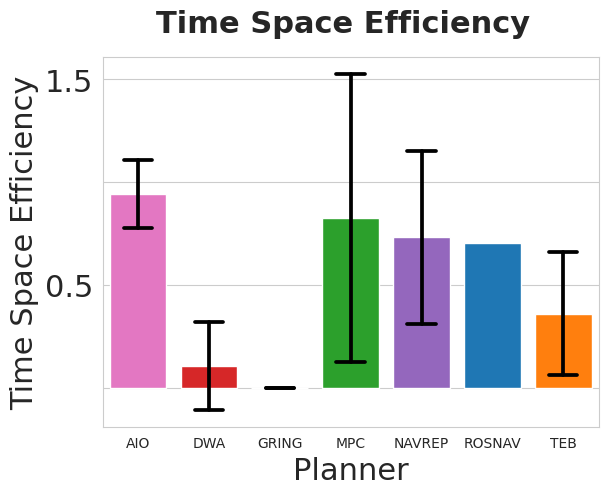 Time Space Efficiency
Time Space Efficiency
1.5
0.5
AIO DWA GRING MPC NAVREP ROSNAV TEB
Planner